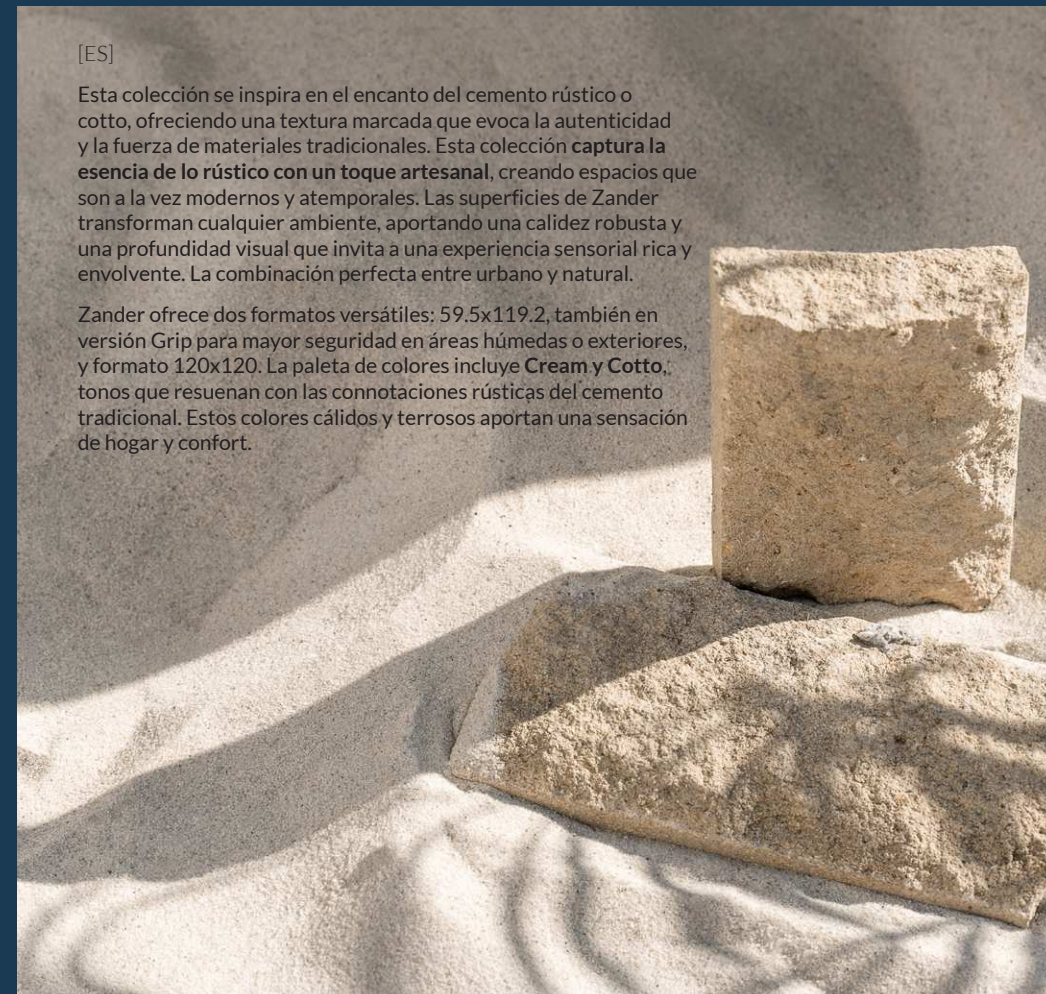 [ES]
Esta colección se inspira en el encanto del cemento rústico o
cotto, ofreciendo una textura marcada que evoca la autenticidad
y la fuerza de materiales tradicionales. Esta colección captura la
esencia de lo rústico con un toque artesanal, creando espacios que
son a la vez modernos y atemporales. Las superficies de Zander
transforman cualquier ambiente, aportando una calidez robusta y
una profundidad visual que invita a una experiencia sensorial rica y
envolvente. La combinación perfecta entre urbano y natural.
Zander ofrece dos formatos versátiles: 59.5x119.2, también en
versión Grip para mayor seguridad en áreas húmedas o exteriores,
y formato 120x120. La paleta de colores incluye Cream y Cotto,
tonos que resuenan con las connotaciones rústicas del cemento
tradicional. Estos colores cálidos y terrosos aportan una sensación
de hogar y confort.